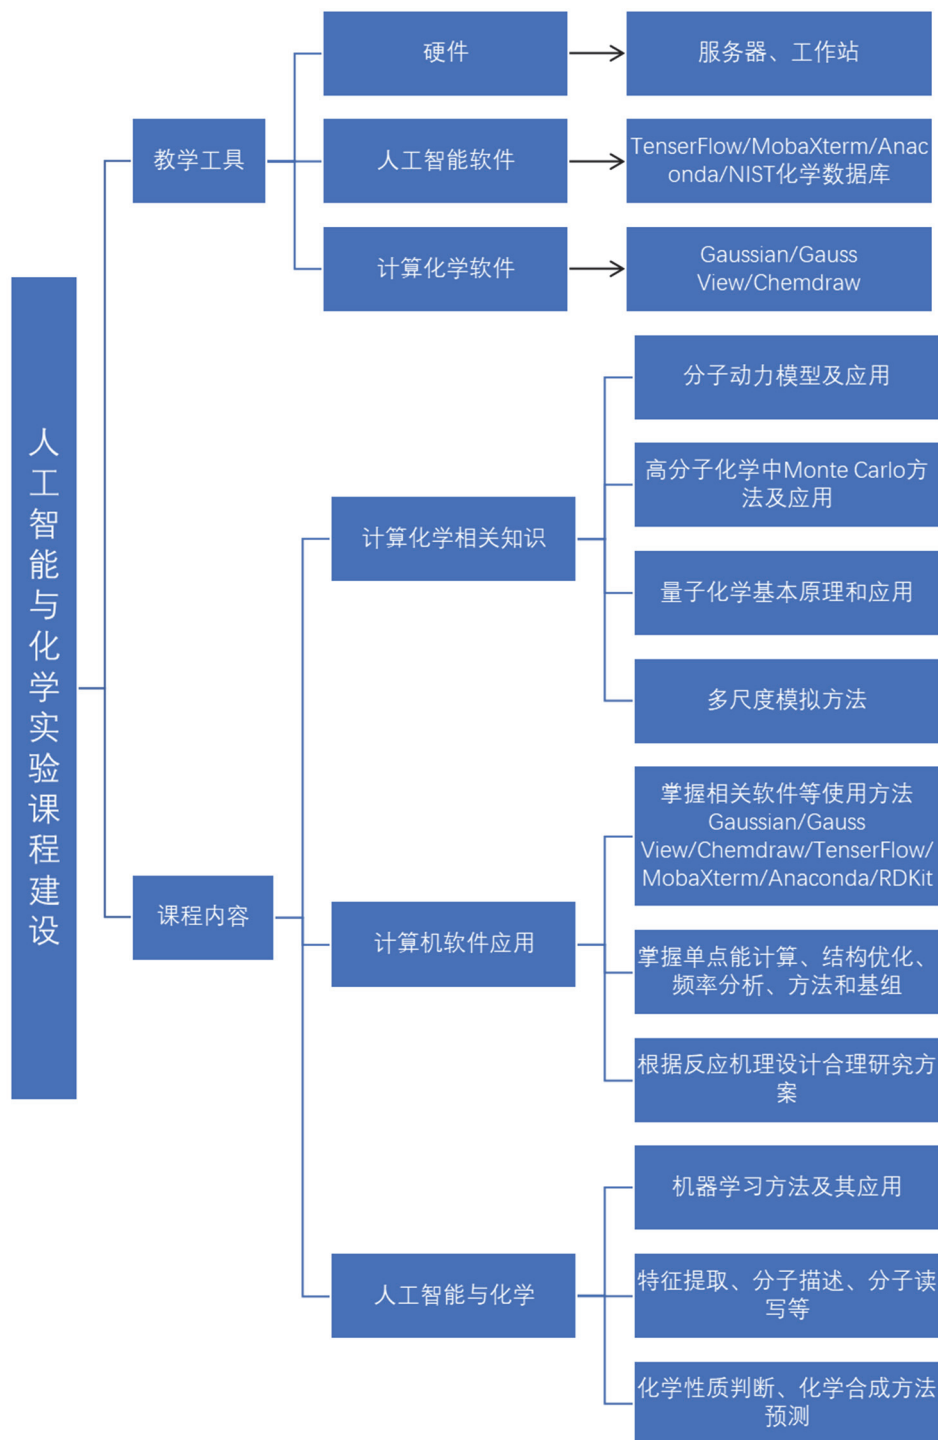 人工智能与化学实验课程建设
教学工具
硬件
服务器、工作站
人工智能软件
TenserFlow/MobaXterm/Anac
onda/NIST化学数据库
计算化学软件
Gaussian/Gauss
View/Chemdraw
课程内容
计算化学相关知识
分子动力模型及应用
高分子化学中Monte Carlo方
法及应用
量子化学基本原理和应用
多尺度模拟方法
计算机软件应用
掌握相关软件等使用方法
Gaussian/Gauss
View/Chemdraw/TenserFlow/
MobaXterm/Anaconda/RDKit
掌握单点能计算、结构优化、
频率分析、方法和基组
根据反应机理设计合理研究方
案
人工智能与化学
机器学习方法及其应用
特征提取、分子描述、分子读
写等
化学性质判断、化学合成方法
预测